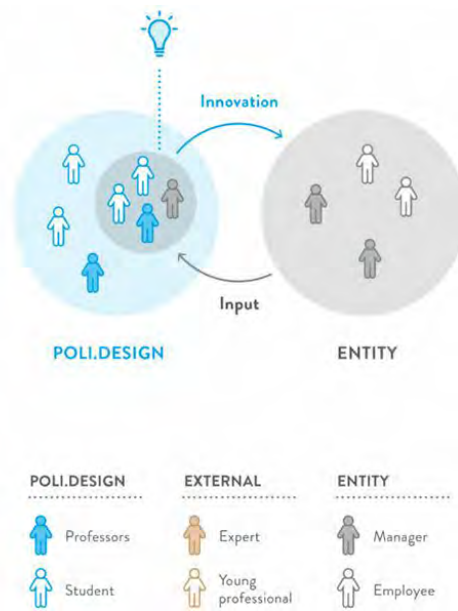 Innovation
Input
POLI.DESIGN
ENTITY
POLI.DESIGN
EXTERNAL
ENTITY
Professors
Expert
Manager
Student
Young
professional
Employee